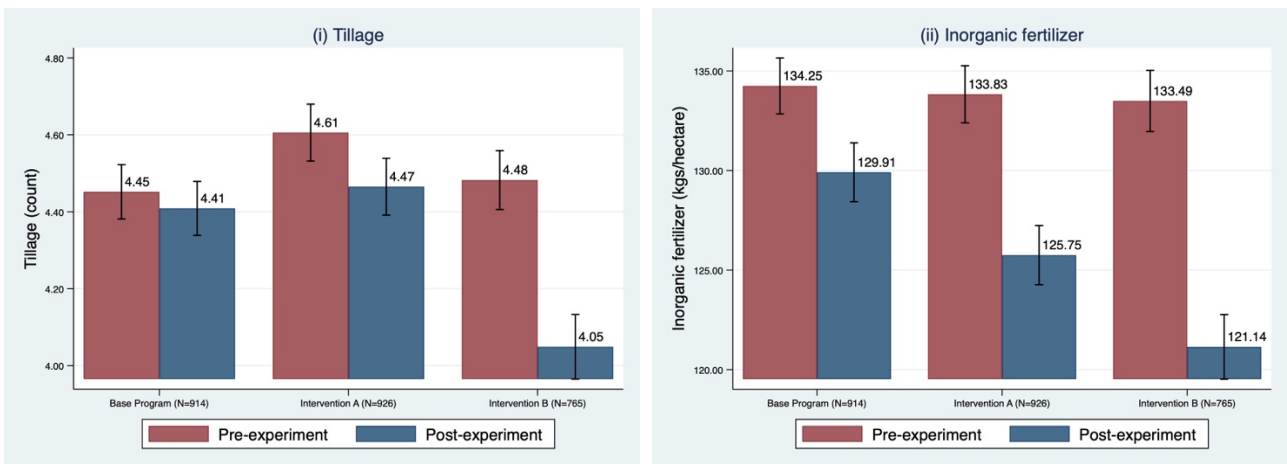 (i) Tillage
Tillage (count)
4.80
4.60
4.40
4.20
4.00
4.45
4.41
4.61
4.47
4.48
4.05
Base Program (N=914)
Intervention A (N=926)
Intervention B (N=765)
Pre-experiment
Post-experiment
(ii) Inorganic fertilizer
Inorganic fertilizer (kgs/hectare)
135.00
130.00
125.00
120.00
134.25
129.91
133.83
125.75
133.49
121.14
Base Program (N=914)
Intervention A (N=926)
Intervention B (N=765)
Pre-experiment
Post-experiment